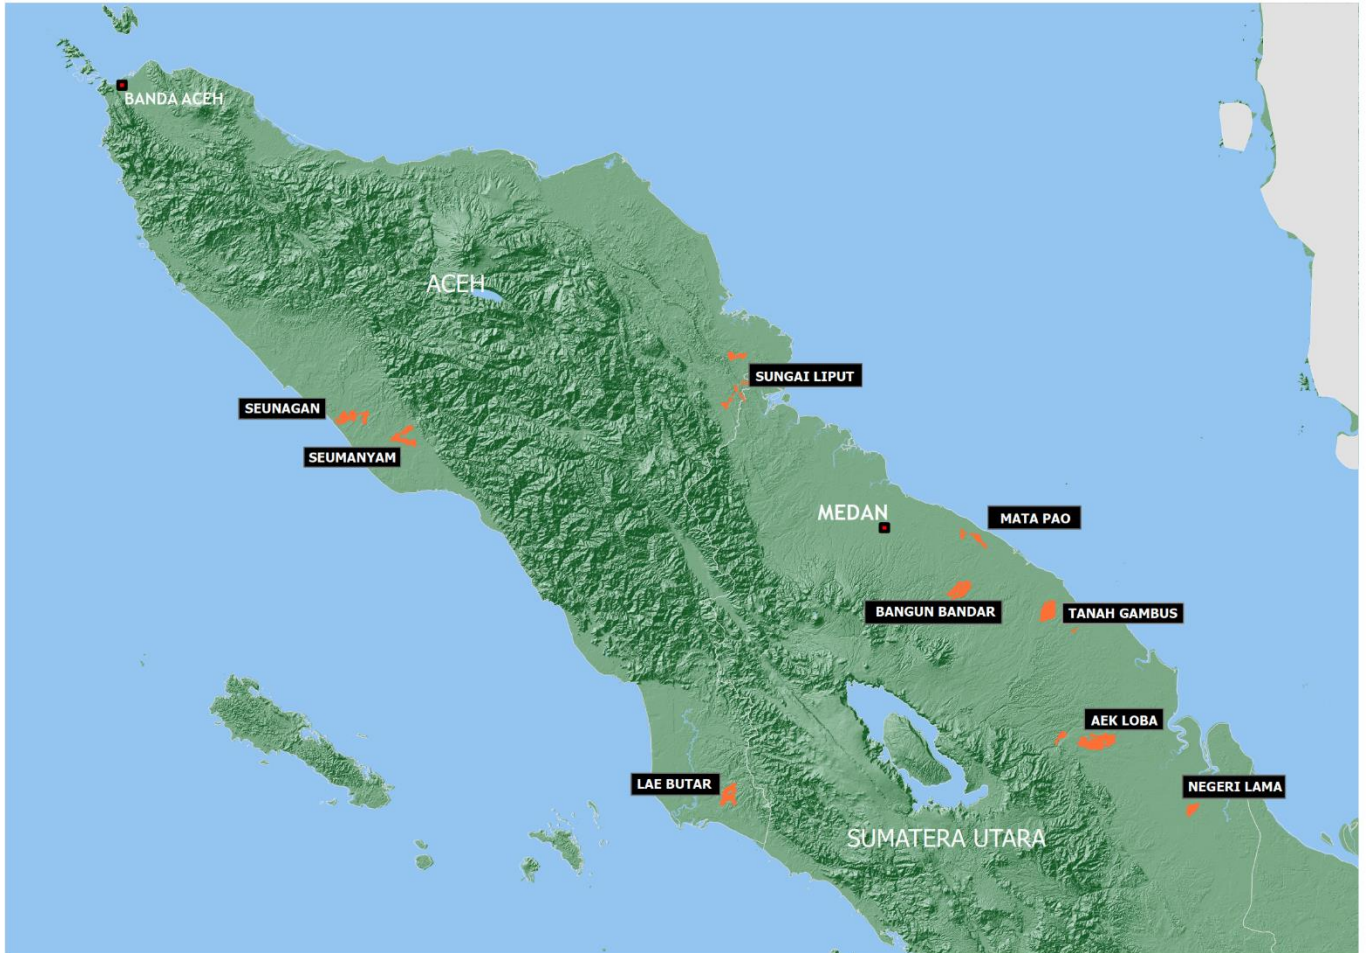 BANDA ACEH
ACEH
SUNGAI LIPUT
SEUNAGAN
SEUMANYAM
MEDAN
MATA PAO
BANGUN BANDAR
TANAH GAMBUS
AEK LOBA
LAE BUTAR
NEGERI LAMA
SUMATERA UTARA